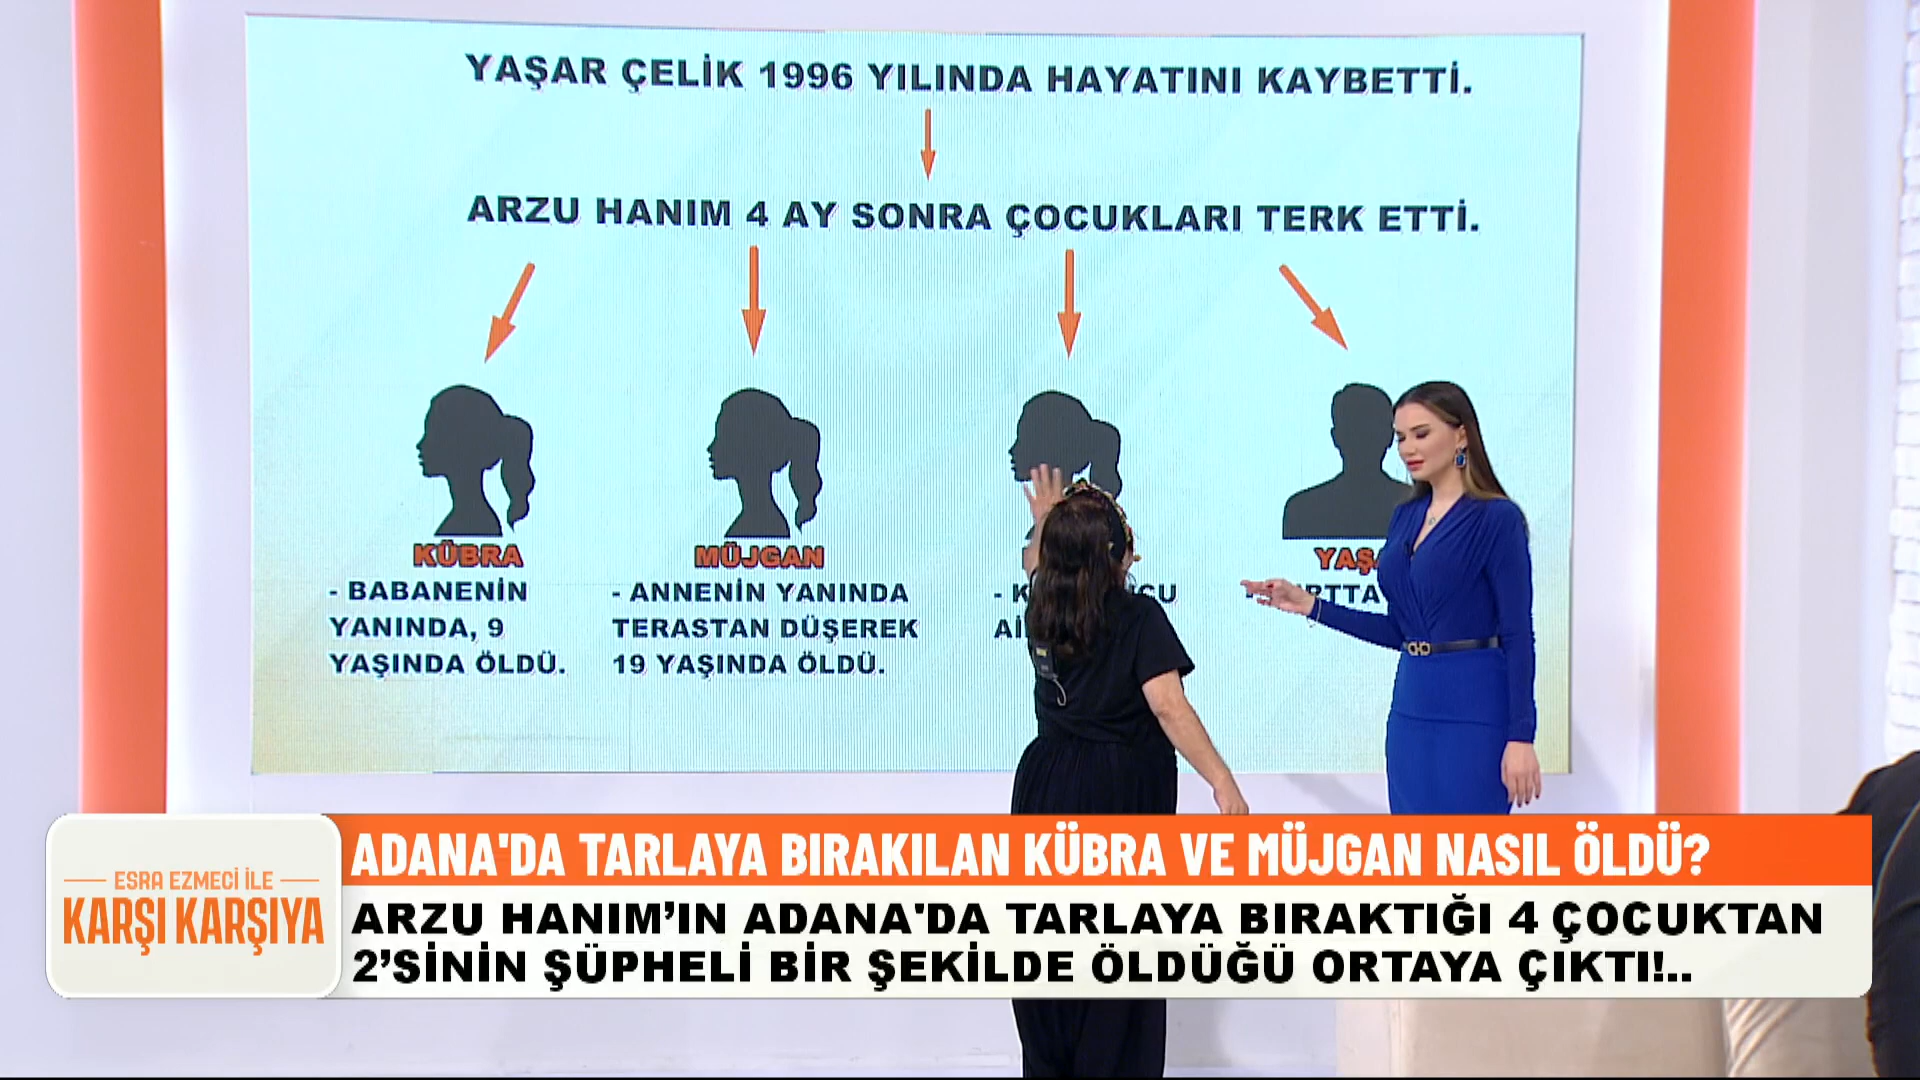 YAŞAR ÇELİK 1996 YILINDA HAYATINI KAYBETTİ.
ARZU HANIM 4 AY SONRA ÇOCUKLARI TERK ETTİ.
KÜBRA
- BABANENİN
YANINDA, 9
YAŞINDA ÖLDÜ.
MÜJGAN
- ANNENİN YANINDA
TERASTAN DÜŞEREK
19 YAŞINDA ÖLDÜ.
ESRA EZMECİ İLE
KARŞI KARŞIYA
ADANA'DA TARLAYA BIRAKILAN KÜBRA VE MÜJGAN NASIL ÖLDÜ?
ARZU HANIM’IN ADANA'DA TARLAYA BIRAKTIĞI 4 ÇOCUKTAN
2’SİNİN ŞÜPHELİ BİR ŞEKİLDE ÖLDÜĞÜ ORTAYA ÇIKTI!..